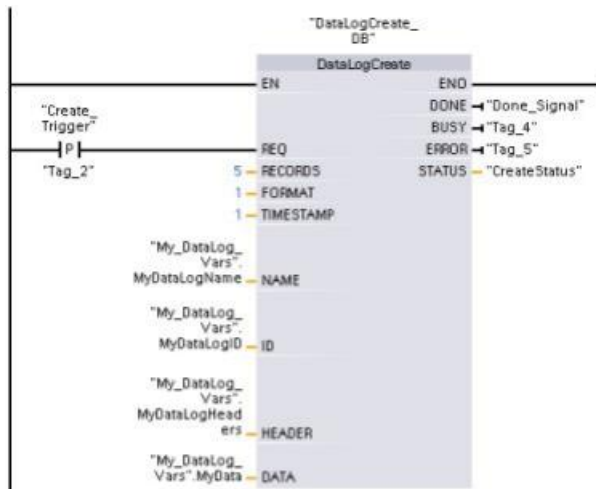 "DataLogCreate_
DB"
DataLogCreate
EN ENO
DONE "Done_Signal"
"Create_
Trigger"
BUSY "Tag_4"
P REQ ERROR "Tag_5"
"Tag_2" 5 RECORDS STATUS "CreateStatus"
1 FORMAT
1 TIMESTAMP
"My_DataLog_
Vars".
MyDataLogName NAME
"My_DataLog_
Vars".
MyDataLogID ID
"My_DataLog_
Vars".
MyDataLogHead
ers HEADER
"My_DataLog_
Vars".MyData DATA